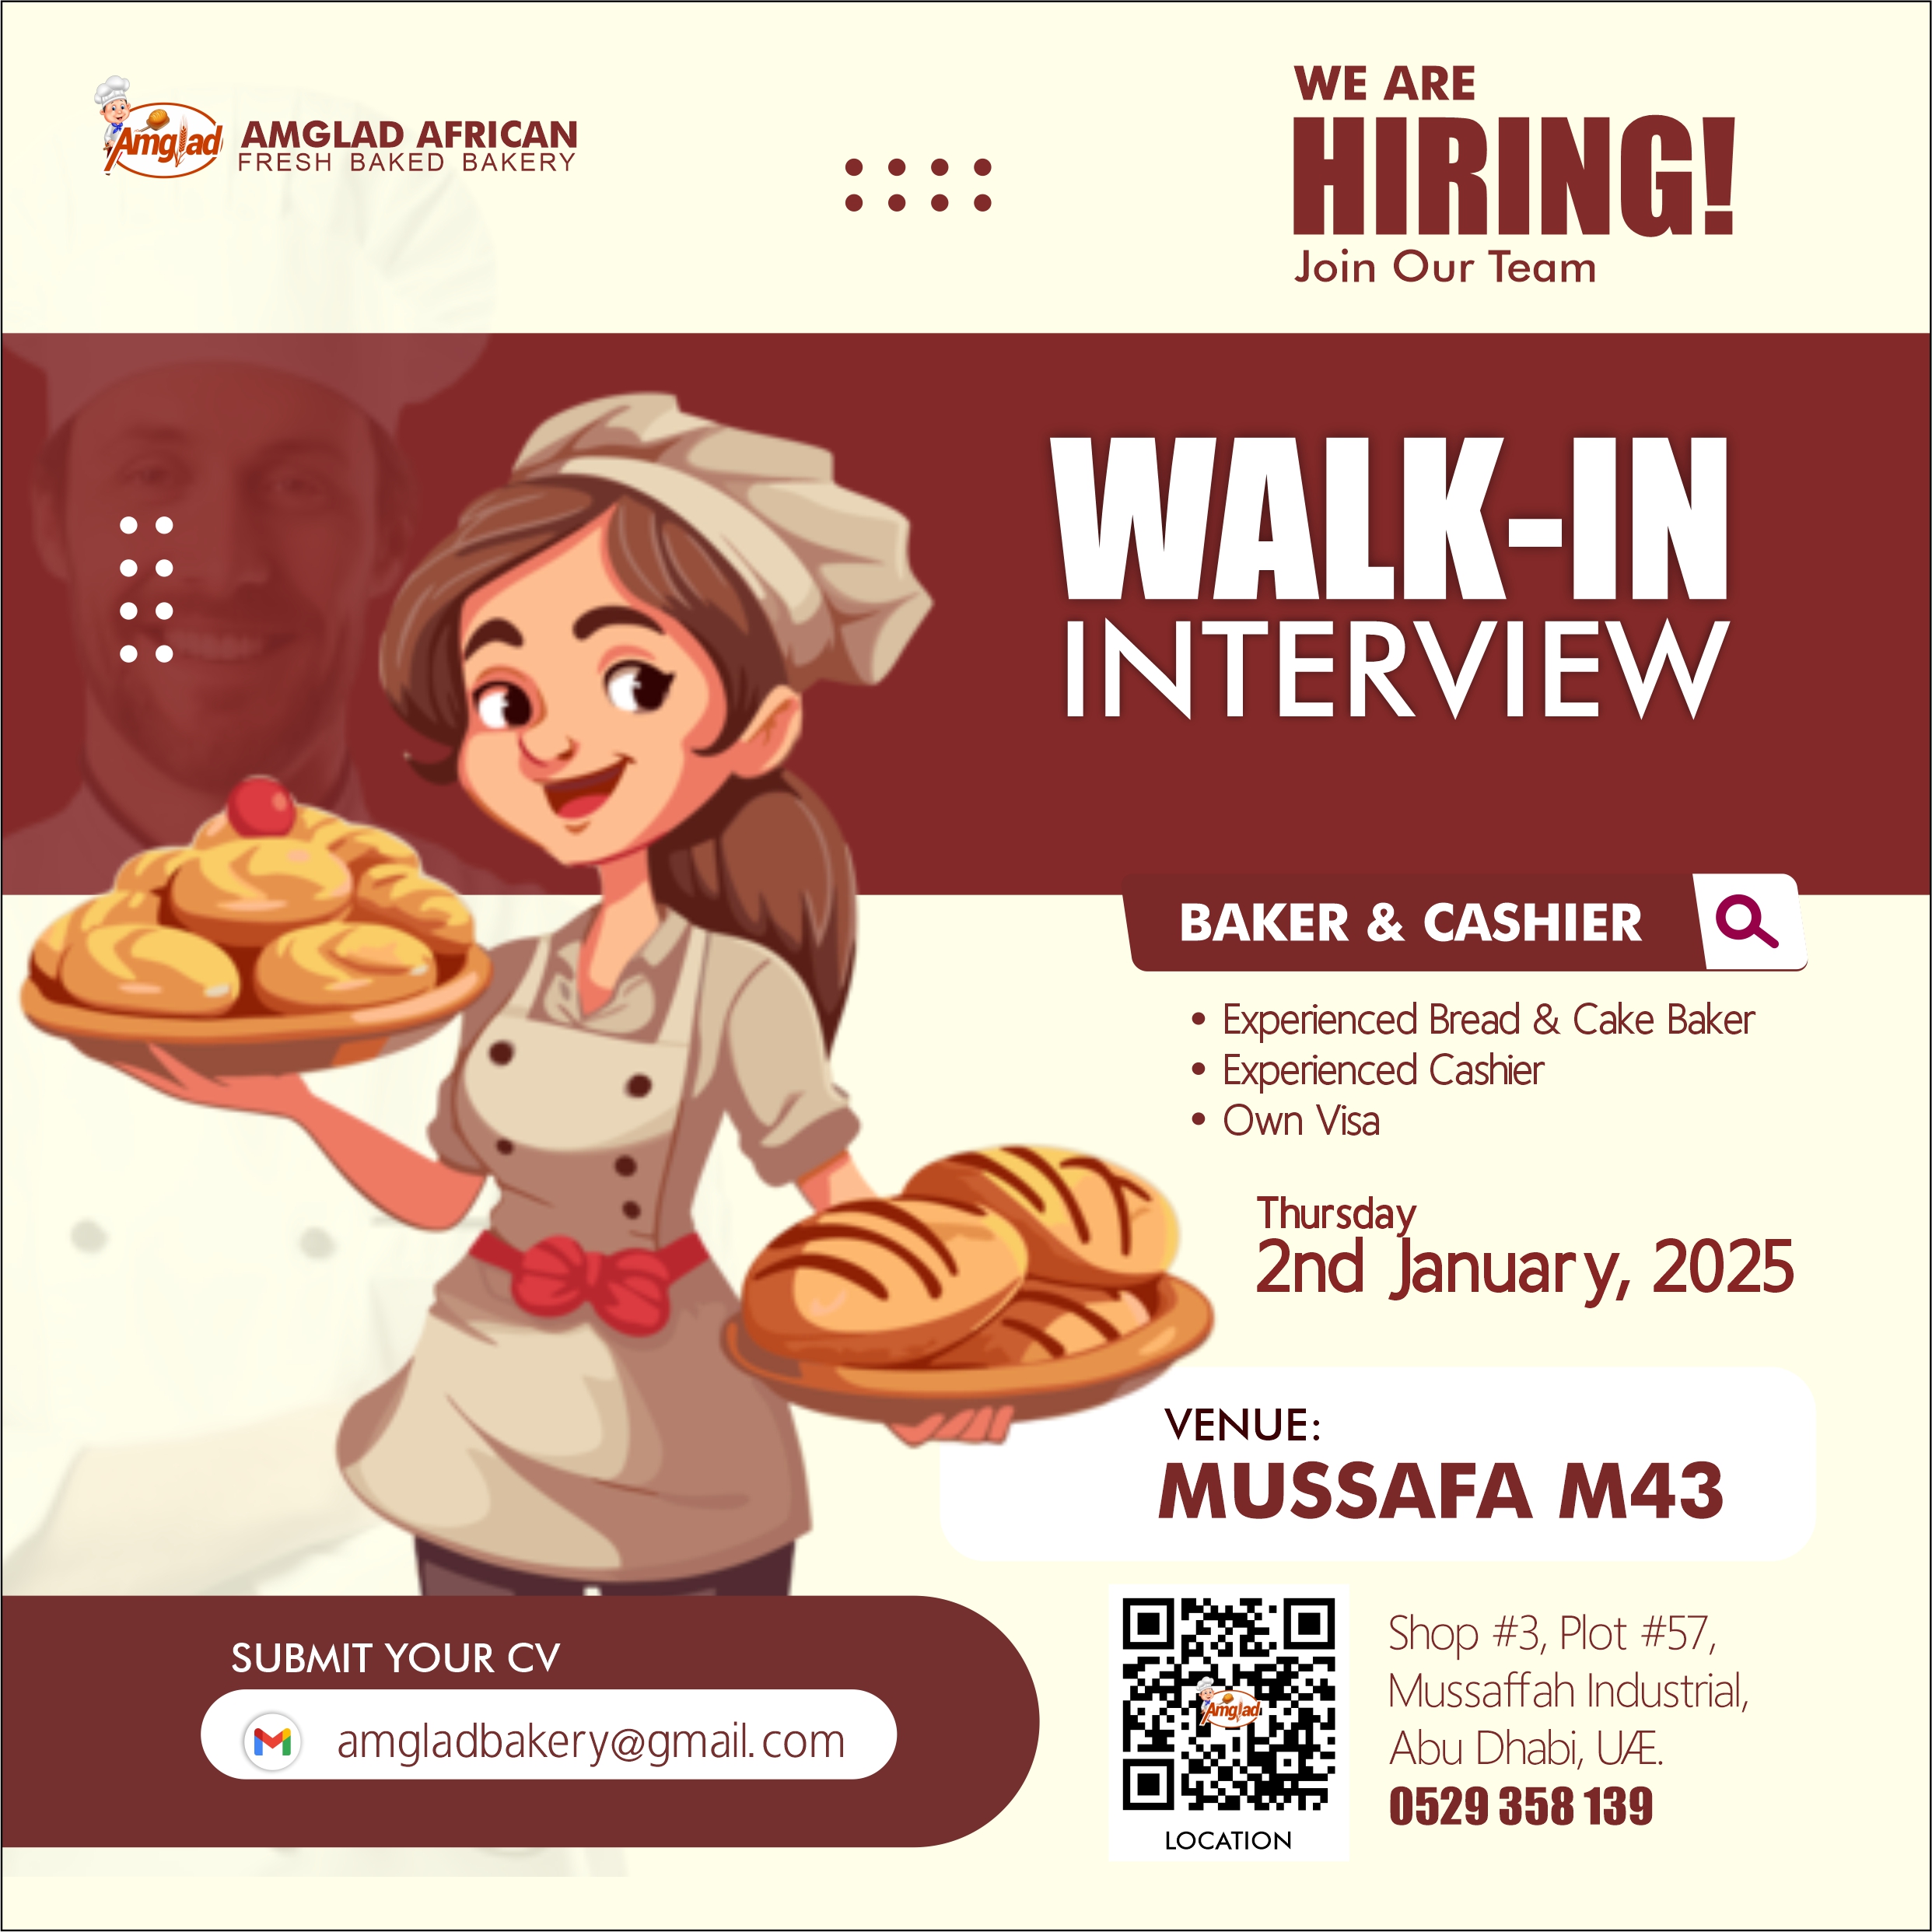 Amglad
AMGLAD AFRICAN
FRESH BAKED BAKERY
WE ARE
HIRING!
Join Our Team
WALK-IN
INTERVIEW
BAKER & CASHIER
• Experienced Bread & Cake Baker
• Experienced Cashier
• Own Visa
Thursday
2nd January, 2025
VENUE:
MUSSAFA M43
SUBMIT YOUR CV
amgladbakery@gmail.com
Amglad
LOCATION
Shop #3, Plot #57,
Mussaffah Industrial,
Abu Dhabi, UÆ.
0529 358 139